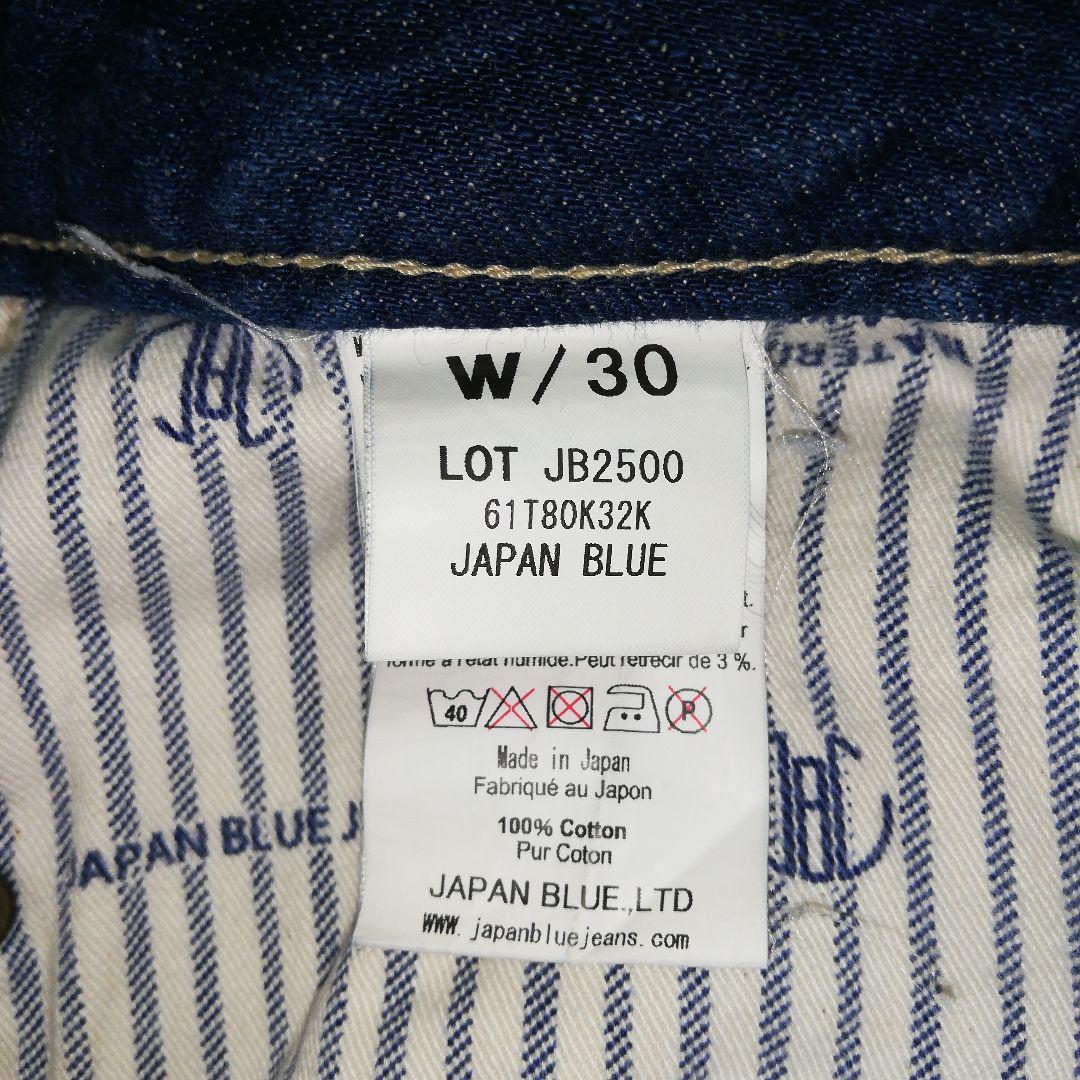 W/30
LOT JB2500
61T80K32K
JAPAN BLUE
t.
r
forme à l'état humide.Peut rétrécir de 3 %.
40
P
Made in Japan
Fabriqué au Japon
100% Cotton
Pur Coton
JAPAN BLUE.,LTD
www.japanbluejeans.com
JAPAN BLUE J